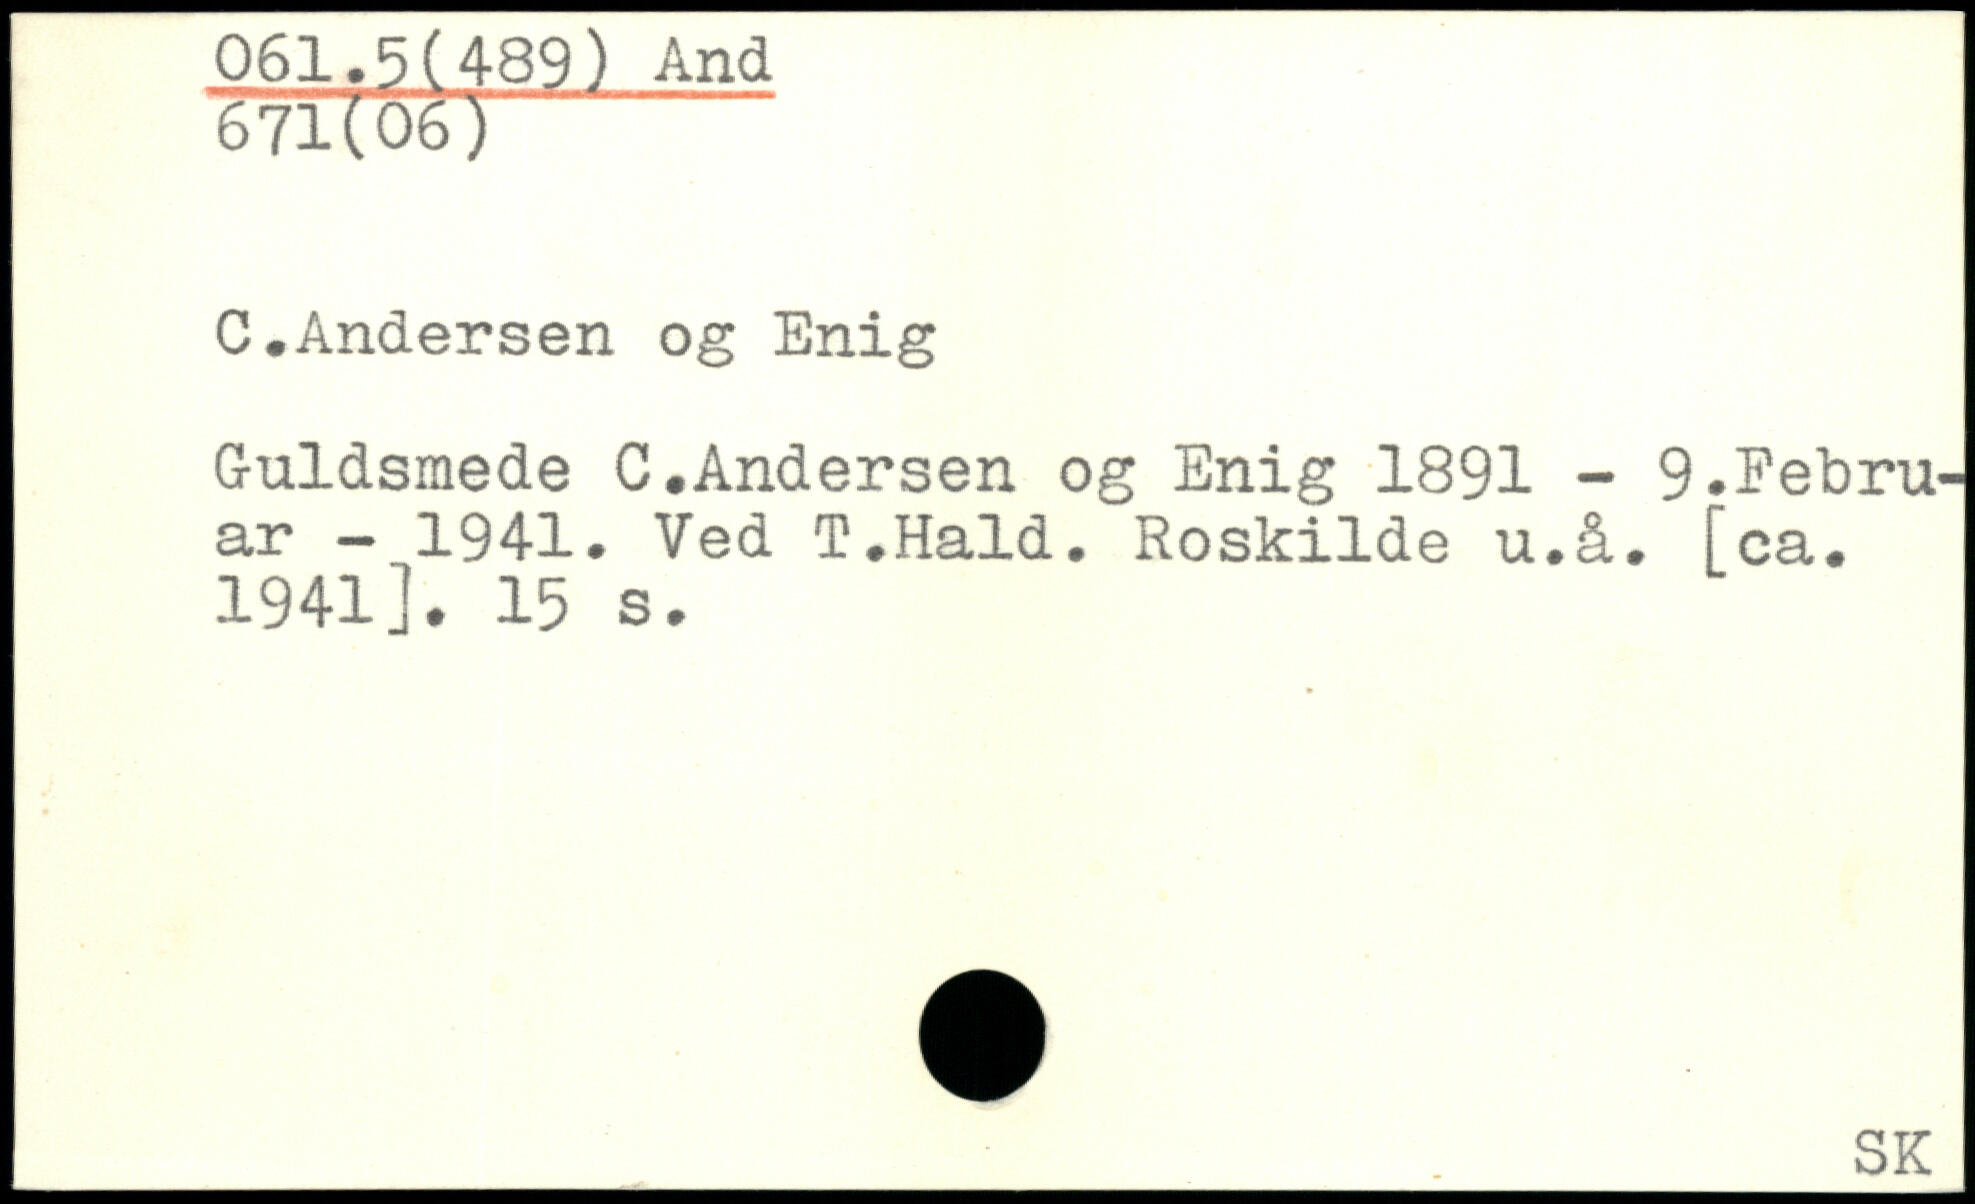 061.5(489) And
671(06)
C.Andersen og Enig
Guldsmede C.Andersen og Enig 1891 - 9.Febru-
ar - 1941. Ved T.Hald. Roskilde u.å. [ca.
1941]. 15 s.
SK